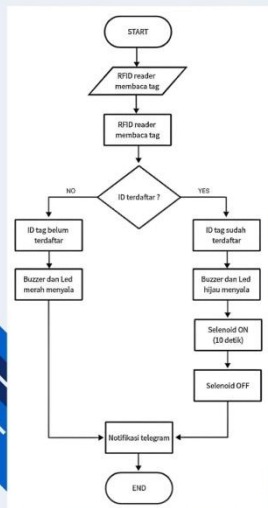 START
RFID reader
membaca tag
RFID reader
membaca tag
ID terdaftar ?
NO
YES
ID tag belum
terdaftar
ID tag sudah
terdaftar
Buzzer dan Led
merah menyala
Buzzer dan Led
hijau menyala
Selenoid ON
(10 detik)
Selenoid OFF
Notifikasi telegram
END